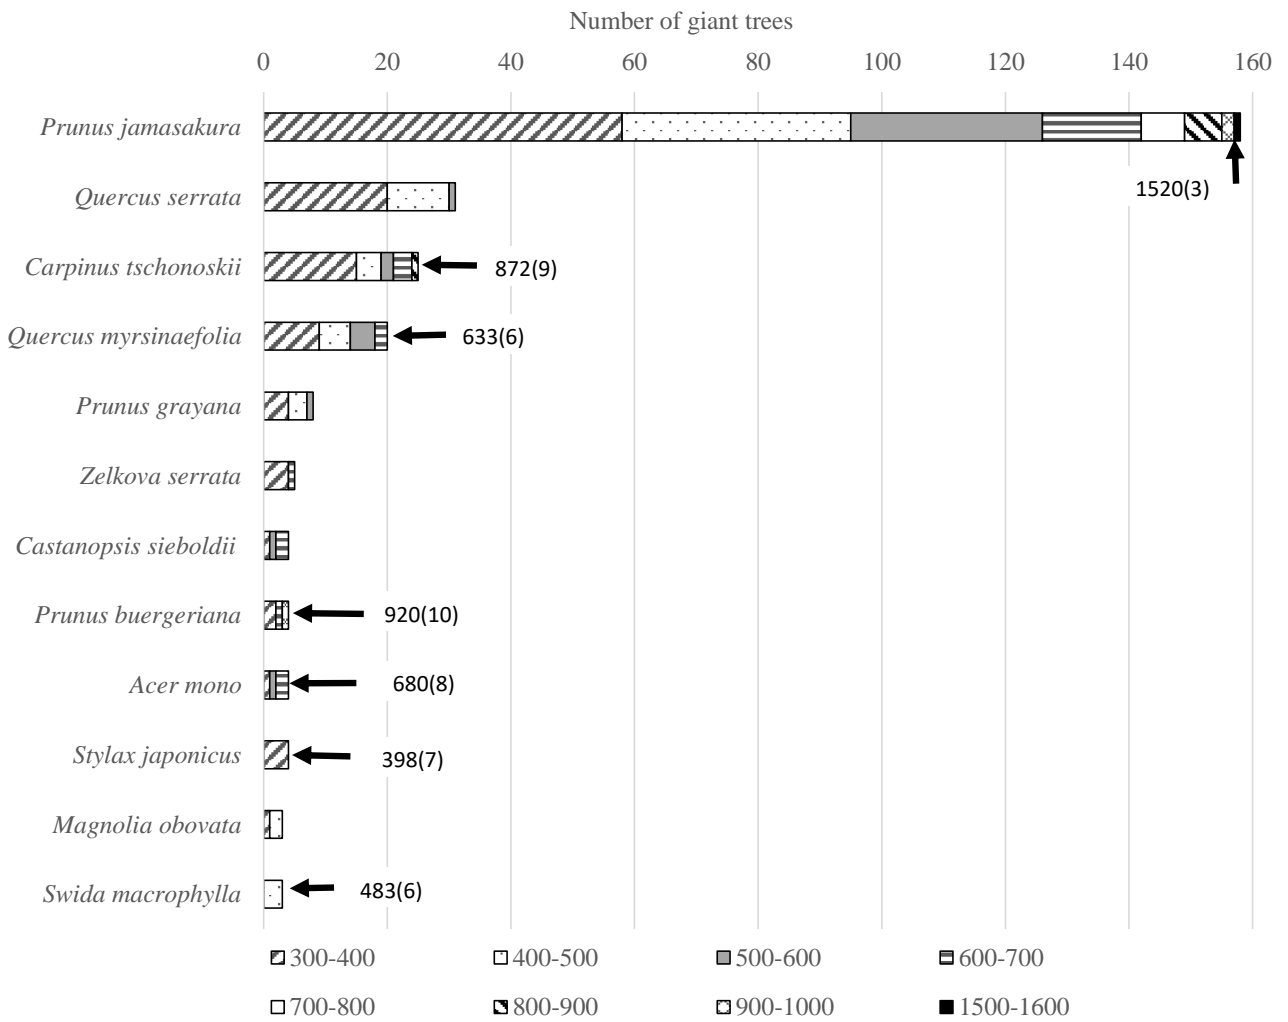 Number of giant trees
0 20 40 60 80 100 120 140 160
Prunus jamasakura
1520(3)
Quercus serrata
Carpinus tschonoskii 872(9)
Quercus myrsinaefolia 633(6)
Prunus grayana
Zelkova serrata
Castanopsis sieboldii
Prunus buergeriana 920(10)
Acer mono 680(8)
Stylax japonicus 398(7)
Magnolia obovata
Swida macrophylla 483(6)
300-400 400-500 500-600 600-700
700-800 800-900 900-1000 1500-1600